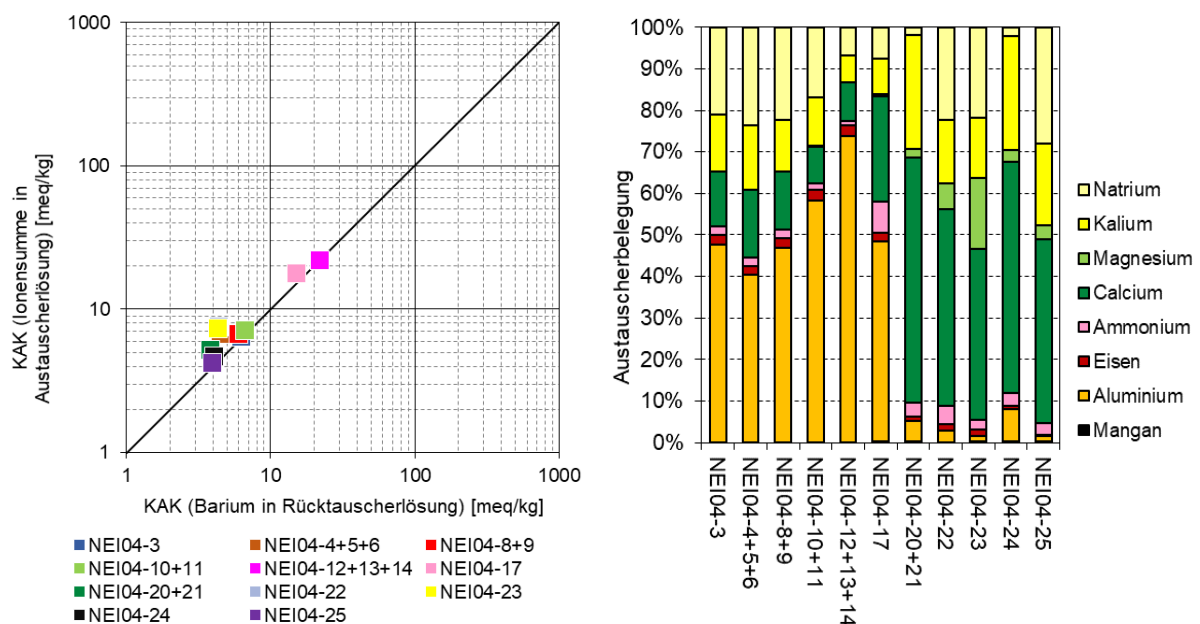 1000
100
10
1
KAK (Ionensumme in
Austauscherlösung) [meq/kg]
1 10 100 1000
KAK (Barium in Rücktauscherlösung) [meq/kg]
NEI04-3 NEI04-4+5+6 NEI04-8+9
NEI04-10+11 NEI04-12+13+14 NEI04-17
NEI04-20+21 NEI04-22 NEI04-23
NEI04-24 NEI04-25
100%
90%
80%
70%
60%
50%
40%
30%
20%
10%
0%
Austauscherbelegung
NEI04-3
NEI04-4+5+6
NEI04-8+9
NEI04-10+11
NEI04-12+13+14
NEI04-17
NEI04-20+21
NEI04-22
NEI04-23
NEI04-24
NEI04-25
Natrium
Kalium
Magnesium
Calcium
Ammonium
Eisen
Aluminium
Mangan